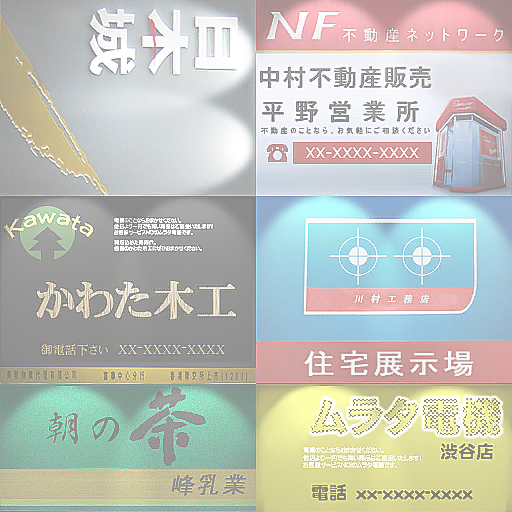 日木城
NF 不動産ネットワーク
中村不動産販売
平野営業所
不動産のことなら、お気軽にご相談ください
☎ XX-XXXX-XXXX
Kawata
かわた木工
御電話下さい XX-XXXX-XXXX
川村工務店
住宅展示場
朝の茶
峰乳業
ムラタ電機
渋谷店
電話 xx-xxxx-xxxx